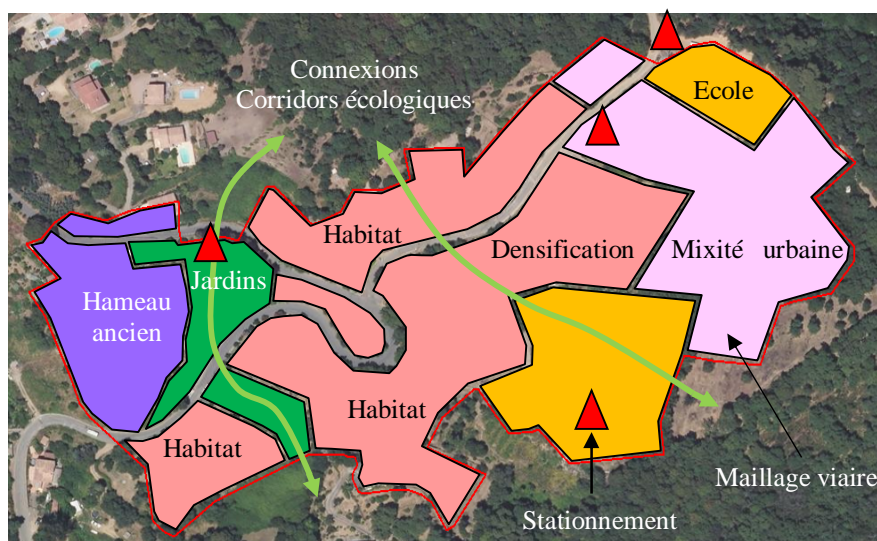 Connexions
Corridors écologiques
Ecole
Habitat
Densification
Mixité urbaine
Jardins
Hameau
ancien
Habitat
Habitat
Maillage viaire
Stationnement